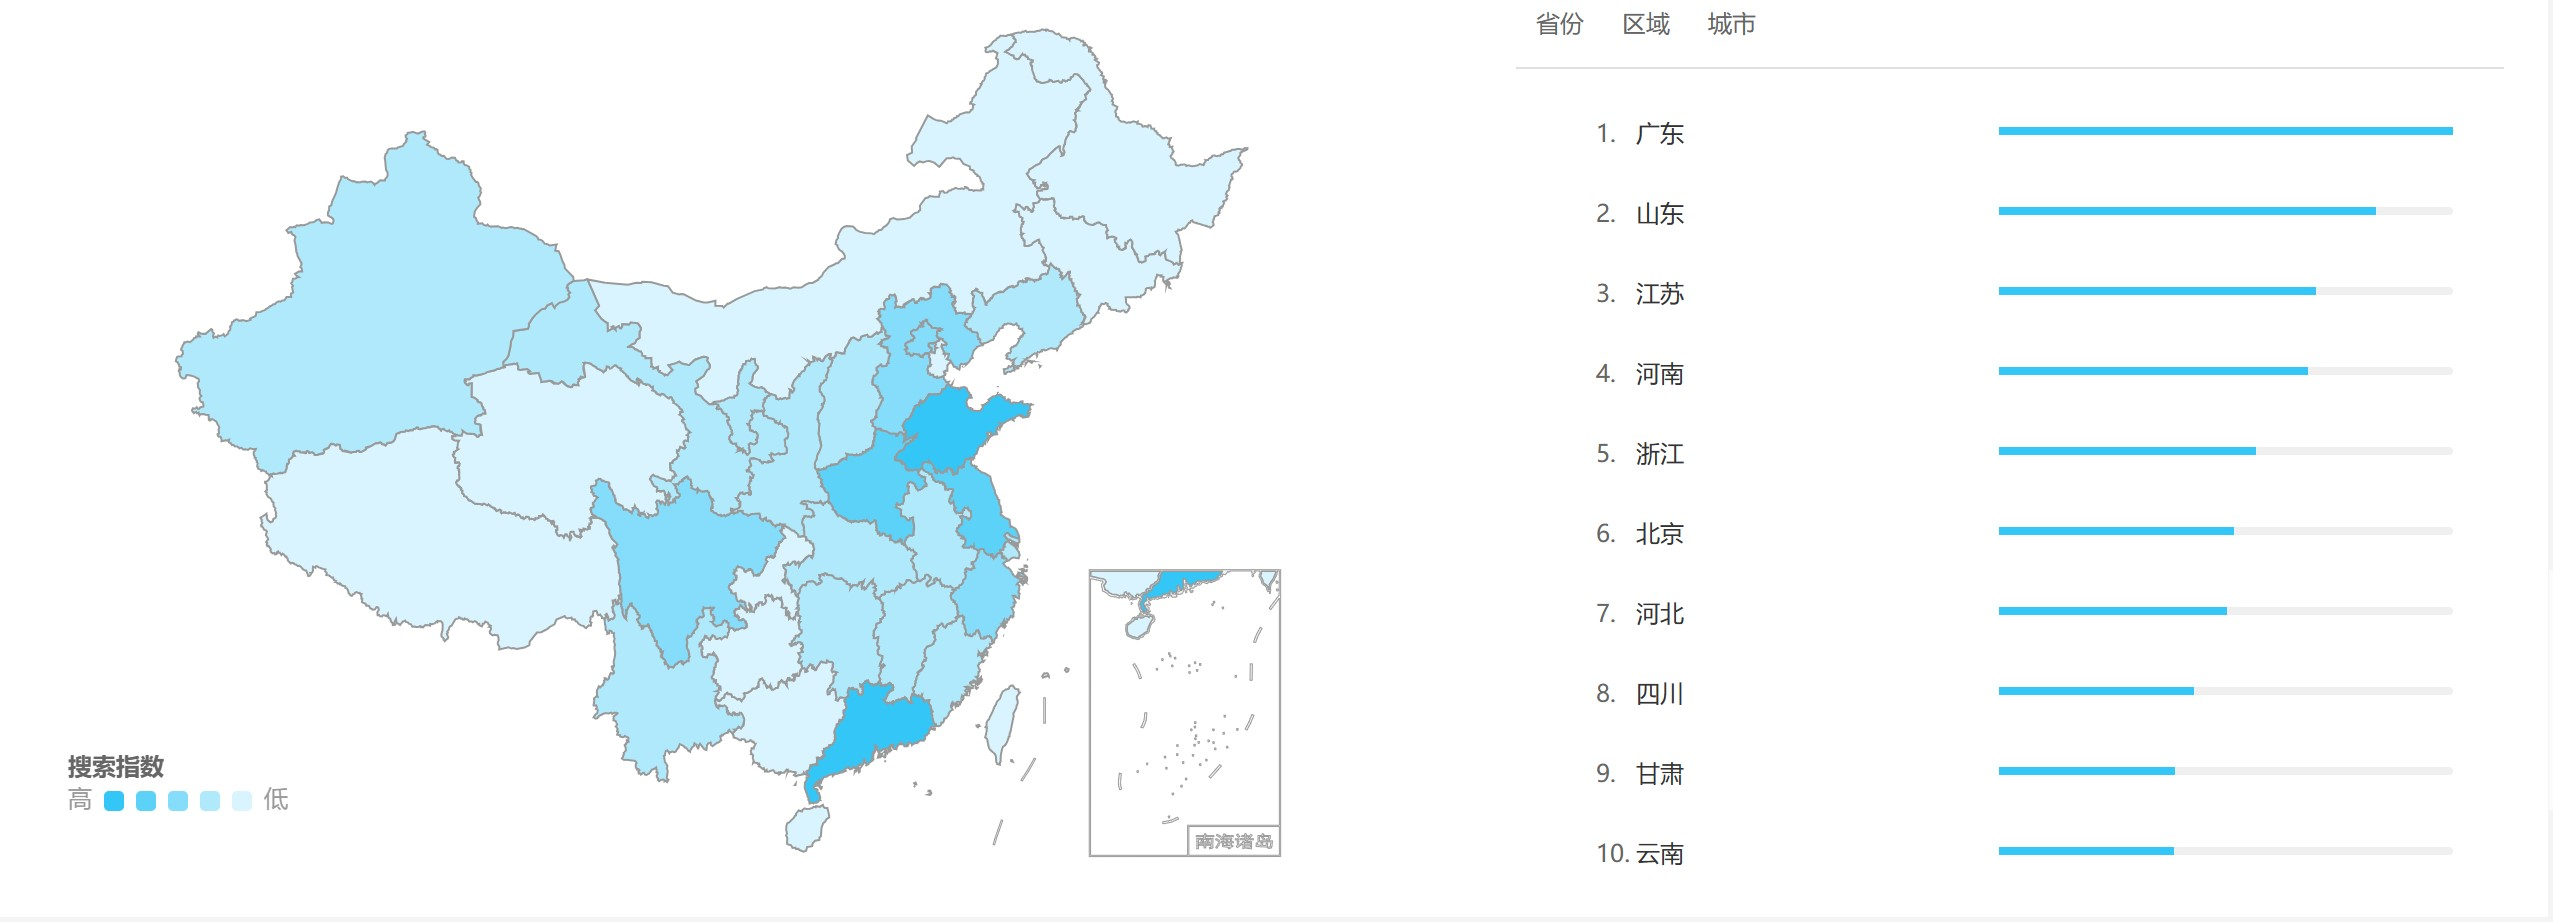 省份 区域 城市
1. 广东
2. 山东
3. 江苏
4. 河南
5. 浙江
6. 北京
7. 河北
8. 四川
9. 甘肃
10. 云南
搜索指数
高 低
南海诸岛